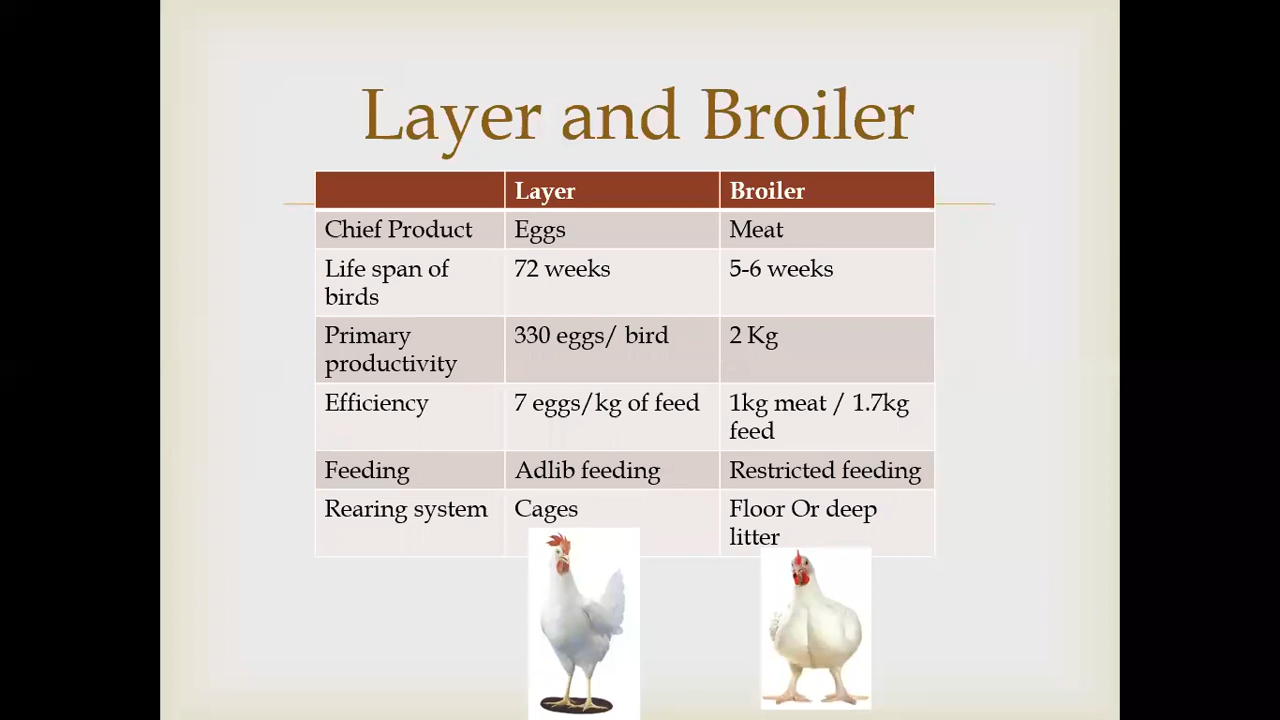 Layer and Broiler
Layer Broiler
Chief Product Eggs Meat
Life span of birds 72 weeks 5-6 weeks
Primary productivity 330 eggs/ bird 2 Kg
Efficiency 7 eggs/kg of feed 1kg meat / 1.7kg feed
Feeding Adlib feeding Restricted feeding
Rearing system Cages Floor Or deep litter